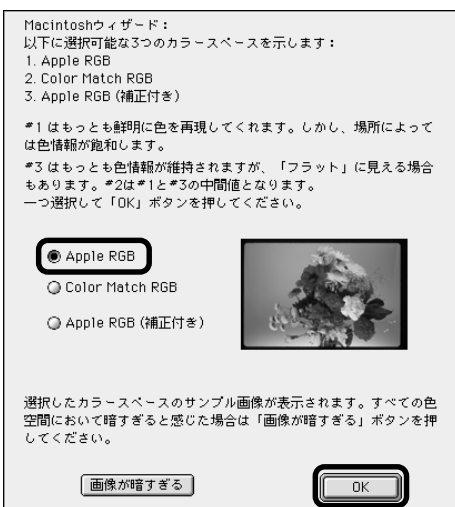 Macintoshウィザード：
以下に選択可能な3つのカラースペースを示します：
1. Apple RGB
2. Color Match RGB
3. Apple RGB (補正付き)
#1 はもっとも鮮明に色を再現してくれます。しかし、場所によって
は色情報が飽和します。
#3 はもっとも色情報が維持されますが、「フラット」に見える場合
もあります。#2は#1と#3の中間値となります。
一つ選択して「OK」ボタンを押してください。
Apple RGB
Color Match RGB
Apple RGB (補正付き)
選択したカラースペースのサンプル画像が表示されます。すべての色
空間において暗すぎると感じた場合は「画像が暗すぎる」ボタンを押
してください。
画像が暗すぎる
OK